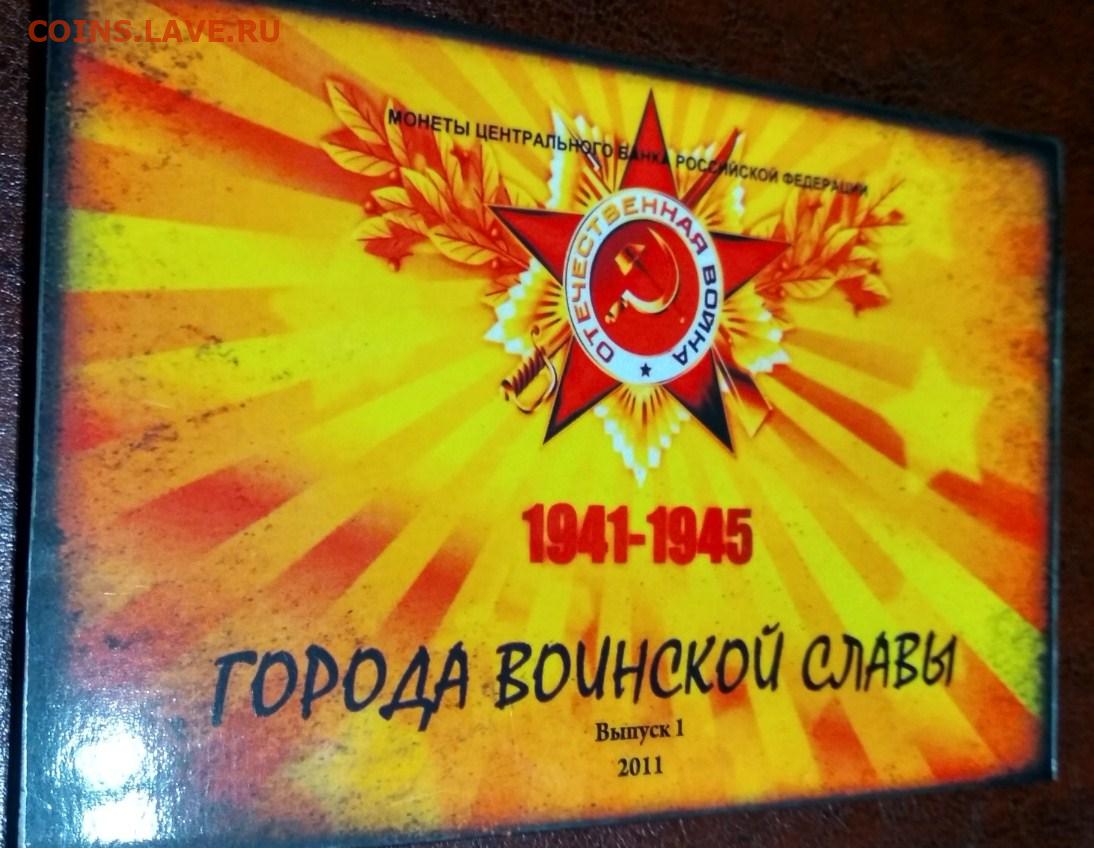 COINS.LAVE.RU
МОНЕТЫ ЦЕНТРАЛЬНОГО БАНКА РОССИЙСКОЙ ФЕДЕРАЦИИ
ОТЕЧЕСТВЕННАЯ ВОЙНА
1941-1945
ГОРОДА ВОИНСКОЙ СЛАВЫ
Выпуск 1
2011